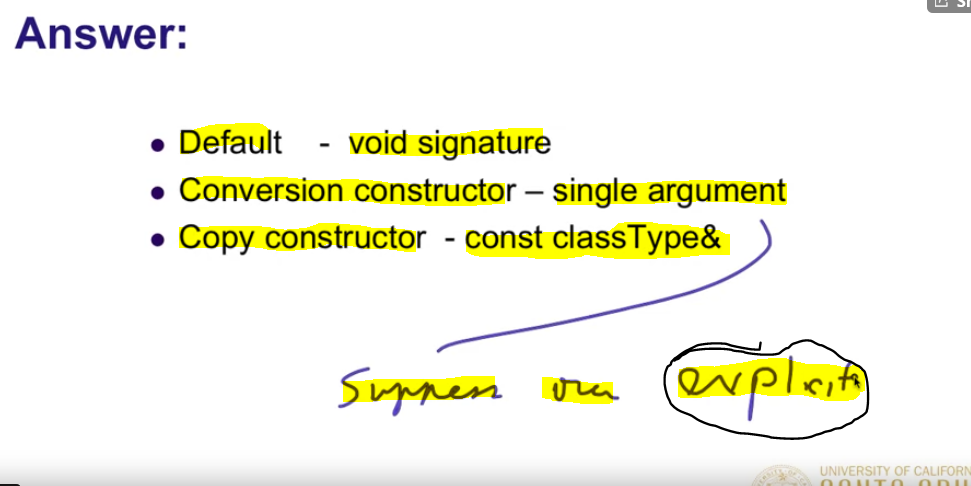 Answer:
• Default - void signature
• Conversion constructor – single argument
• Copy constructor - const classType&
Suppress via explicit
UNIVERSITY OF CALIFORN